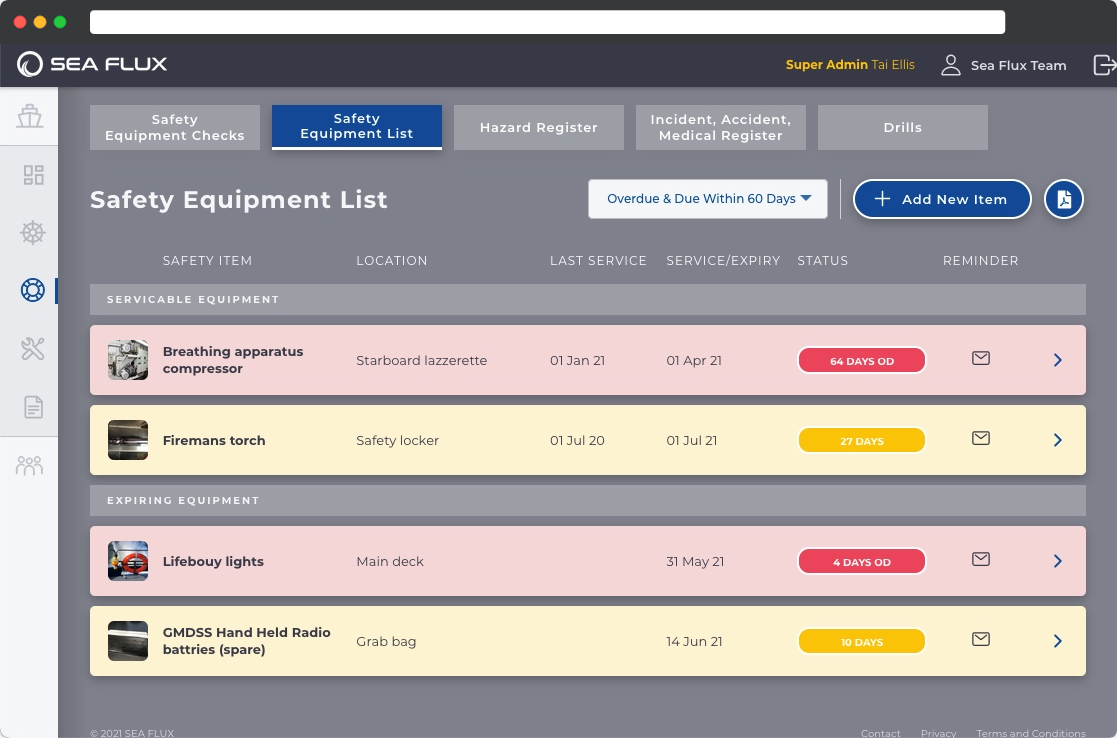 SEA FLUX
Super Admin Tai Ellis
Sea Flux Team
Safety
Equipment Checks
Safety
Equipment List
Hazard Register
Incident, Accident,
Medical Register
Drills
Safety Equipment List
Overdue & Due Within 60 Days
Add New Item
SAFETY ITEM LOCATION LAST SERVICE SERVICE/EXPIRY STATUS REMINDER
SERVICABLE EQUIPMENT
Breathing apparatus
compressor
Starboard lazzerette 01 Jan 21 01 Apr 21 64 DAYS OD
Firemans torch Safety locker 01 Jul 20 01 Jul 21 27 DAYS
EXPIRING EQUIPMENT
Lifebouy lights Main deck 31 May 21 4 DAYS OD
GMDSS Hand Held Radio
battries (spare)
Grab bag 14 Jun 21 10 DAYS
© 2021 SEA FLUX Contact Privacy Terms and Conditions